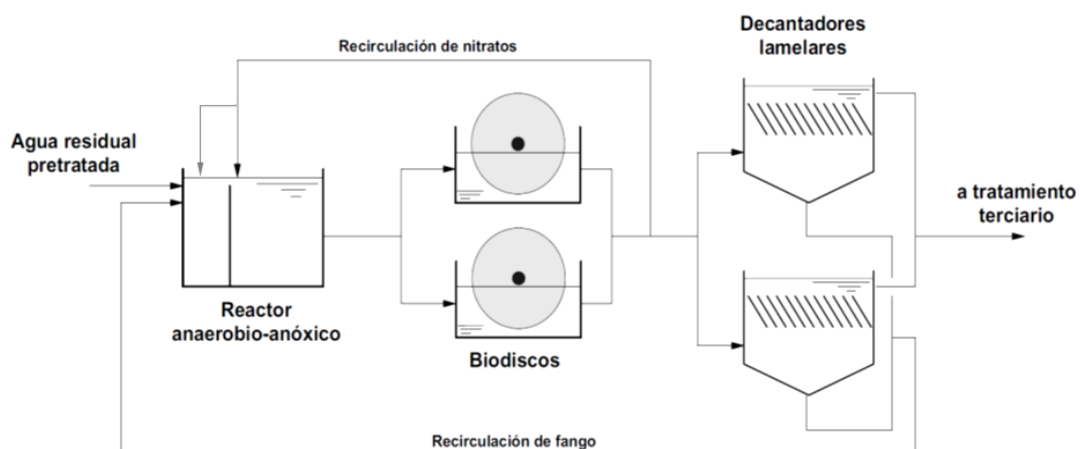 Decantadores
lamelares
Recirculación de nitratos
Agua residual
pretratada
a tratamiento
terciario
Reactor
anaerobio-anóxico
Biodiscos
Recirculación de fango